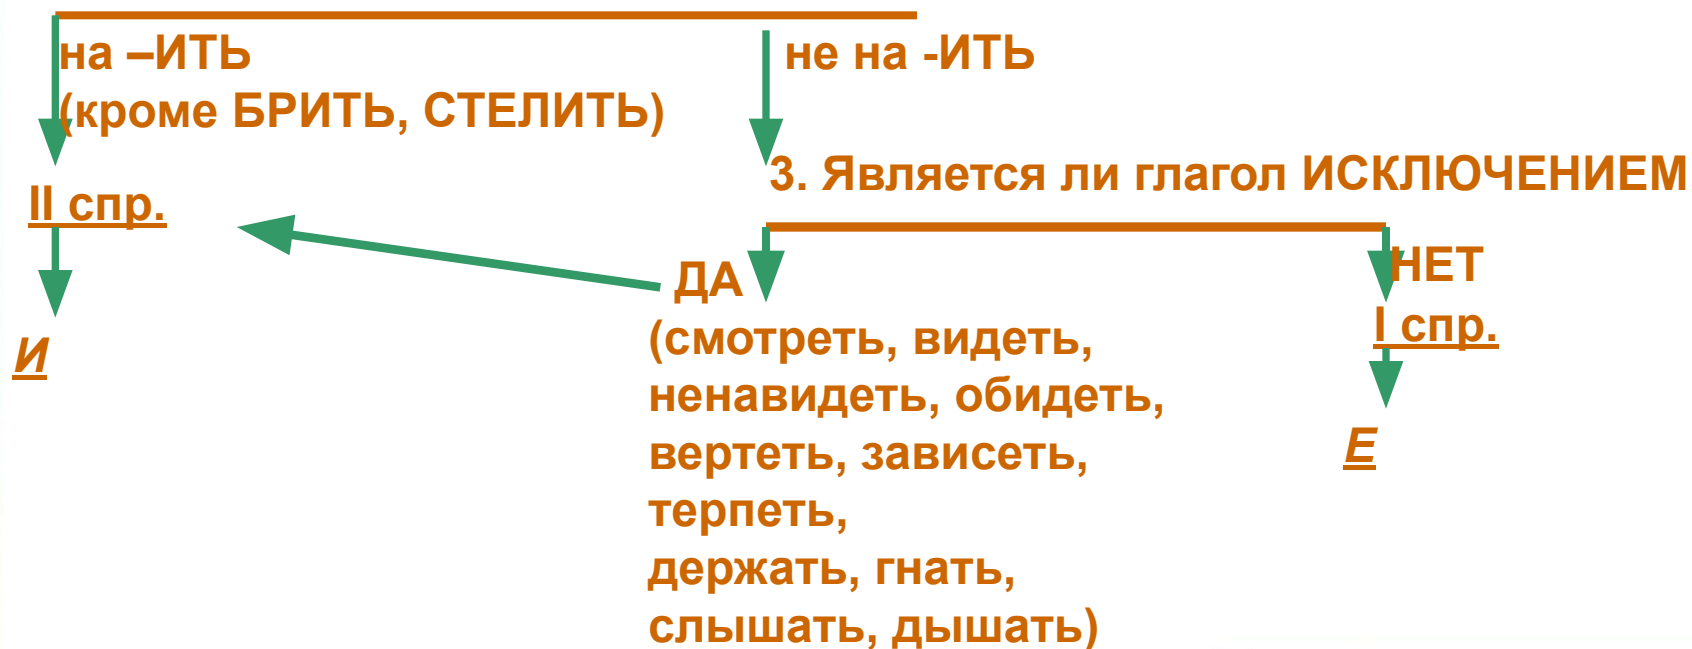 на –ИТЬ
(кроме БРИТЬ, СТЕЛИТЬ)
II спр.
И
не на -ИТЬ
3. Является ли глагол ИСКЛЮЧЕНИЕМ
ДА
(смотреть, видеть,
ненавидеть, обидеть,
вертеть, зависеть,
терпеть,
держать, гнать,
слышать, дышать)
НЕТ
I спр.
Е